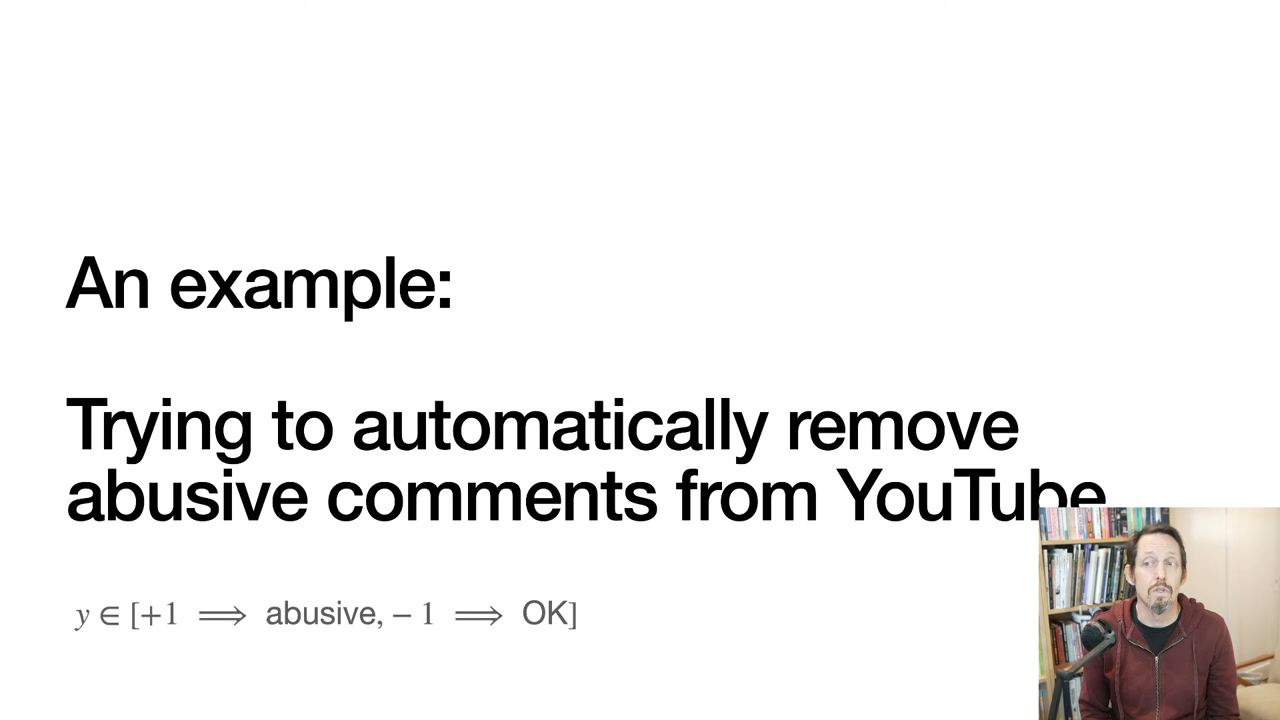 An example:
Trying to automatically remove
abusive comments from YouTube
y ∈ [+1 ⟹ abusive, − 1 ⟹ OK]